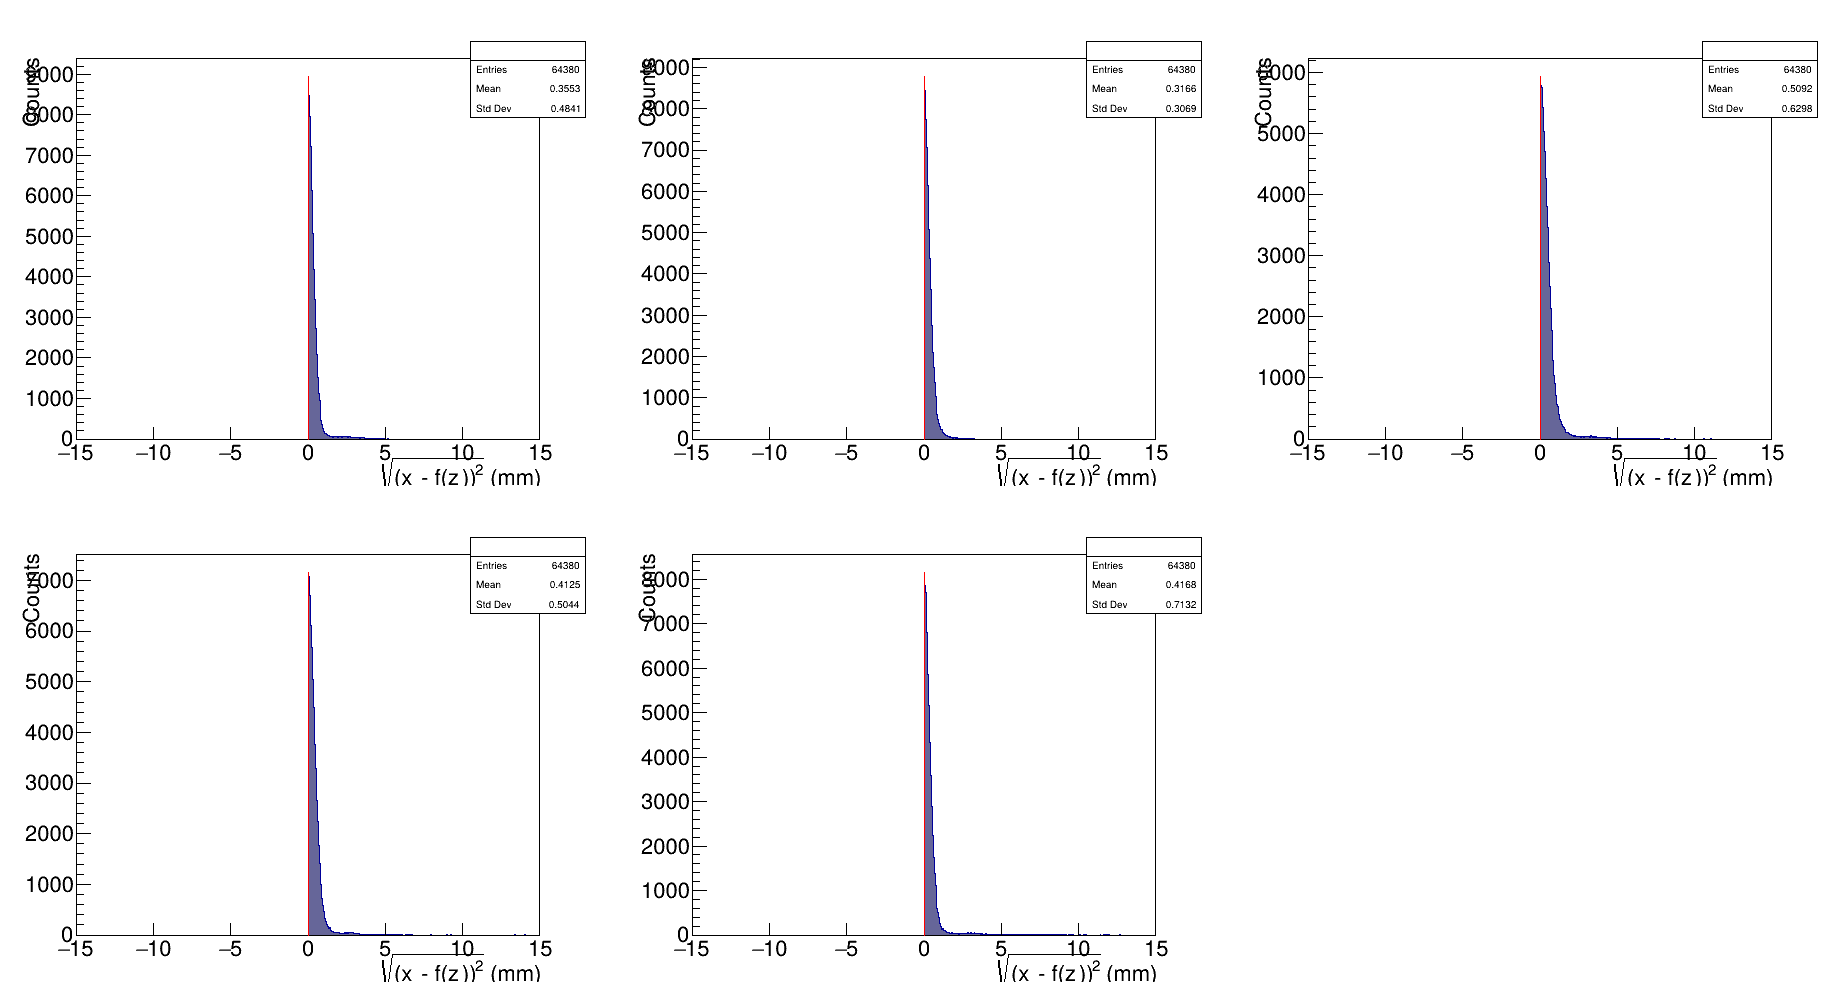 Counts
9000
8000
7000
6000
5000
4000
3000
2000
1000
0
−15 −10 −5 0 5 10 15
√(x - f(z))² (mm)
Entries 64380
Mean 0.3553
Std Dev 0.4841
Counts
9000
8000
7000
6000
5000
4000
3000
2000
1000
0
−15 −10 −5 0 5 10 15
√(x - f(z))² (mm)
Entries 64380
Mean 0.3166
Std Dev 0.3069
Counts
6000
5000
4000
3000
2000
1000
0
−15 −10 −5 0 5 10 15
√(x - f(z))² (mm)
Entries 64380
Mean 0.5092
Std Dev 0.6298
Counts
7000
6000
5000
4000
3000
2000
1000
0
−15 −10 −5 0 5 10 15
√(x - f(z))² (mm)
Entries 64380
Mean 0.4125
Std Dev 0.5044
Counts
8000
7000
6000
5000
4000
3000
2000
1000
0
−15 −10 −5 0 5 10 15
√(x - f(z))² (mm)
Entries 64380
Mean 0.4168
Std Dev 0.7132